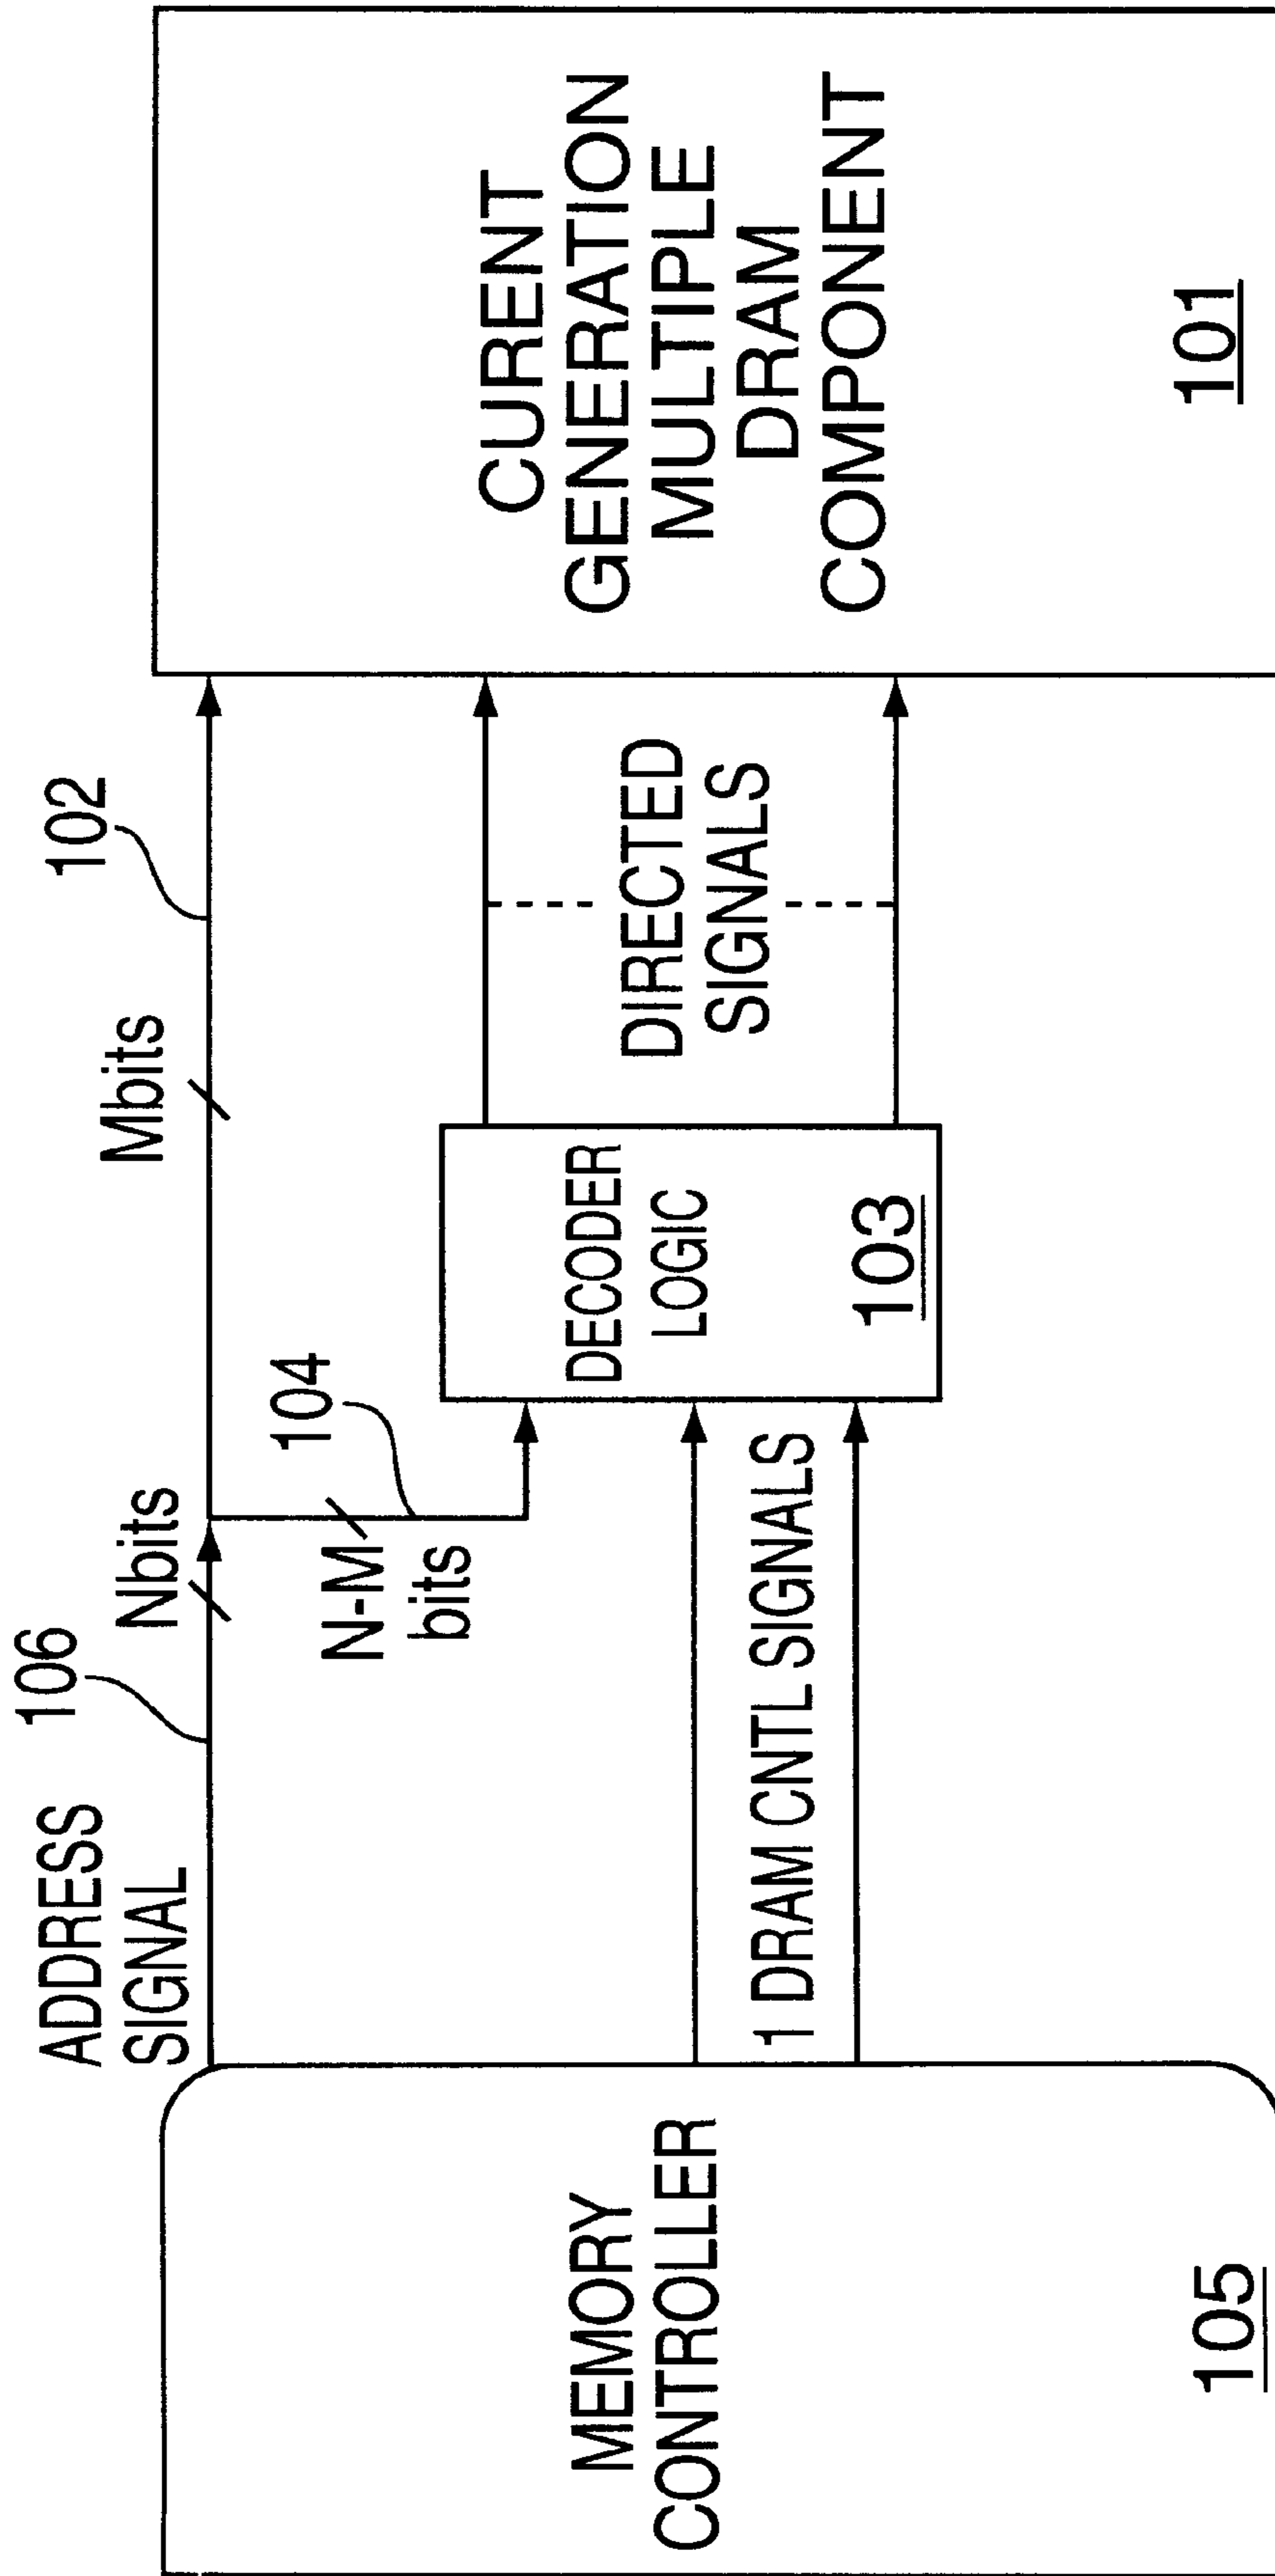 ADDRESS
SIGNAL
106
Nbits
104
N-M
bits
Mbits
102
MEMORY
CONTROLLER
105
1 DRAM CNTL SIGNALS
DECODER
LOGIC
103
DIRECTED
SIGNALS
CURENT
GENERATION
MULTIPLE
DRAM
COMPONENT
101